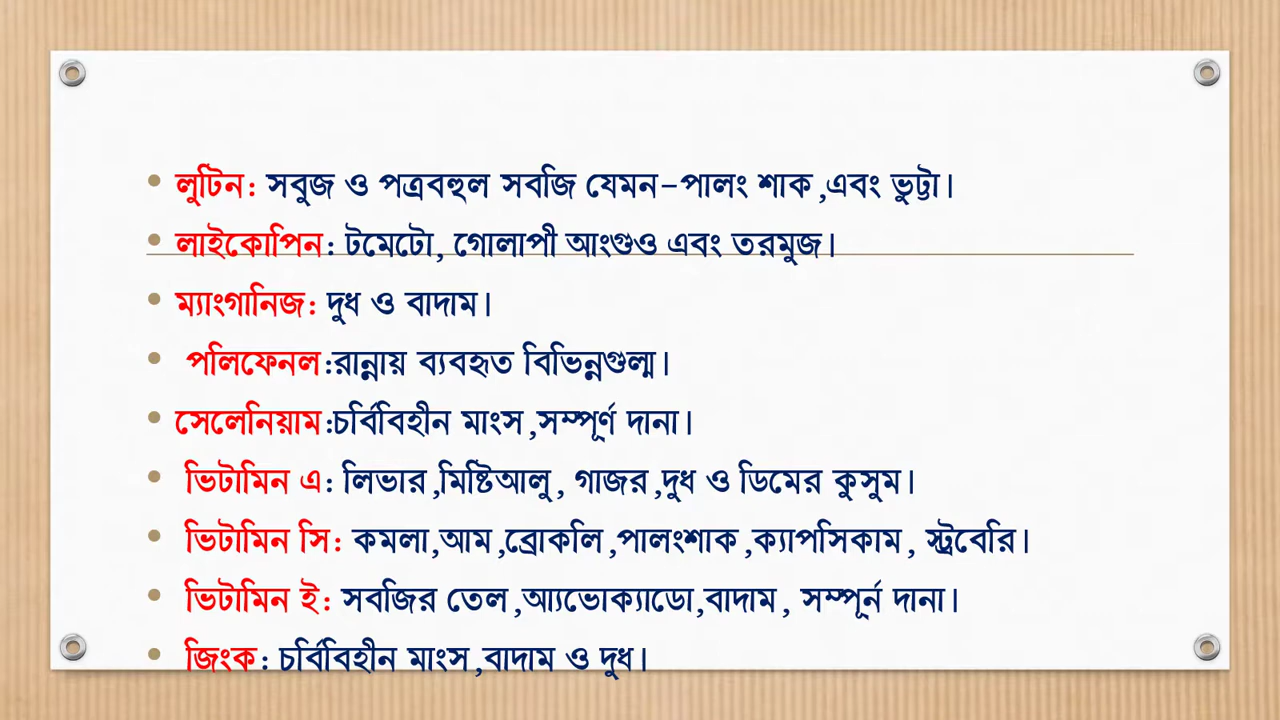 • লুটিন: সবুজ ও পত্রবহুল সবজি যেমন-পালং শাক ,এবং ভুট্টা।
• লাইকোপিন: টমেটো, গোলাপী আংগুও এবং তরমুজ।
• ম্যাংগানিজ: দুধ ও বাদাম।
• পলিফেনল:রান্নায় ব্যবহৃত বিভিন্নগুল্ম।
• সেলেনিয়াম:চর্বিবিহীন মাংস ,সম্পূর্ণ দানা।
• ভিটামিন এ: লিভার ,মিষ্টিআলু, গাজর ,দুধ ও ডিমের কুসুম।
• ভিটামিন সি: কমলা,আম ,ব্রোকলি ,পালংশাক ,ক্যাপসিকাম, স্ট্রবেরি।
• ভিটামিন ই: সবজির তেল ,আ্যভোক্যাডো,বাদাম, সম্পূর্ন দানা।
• জিংক: চর্বিবিহীন মাংস ,বাদাম ও দুধ।